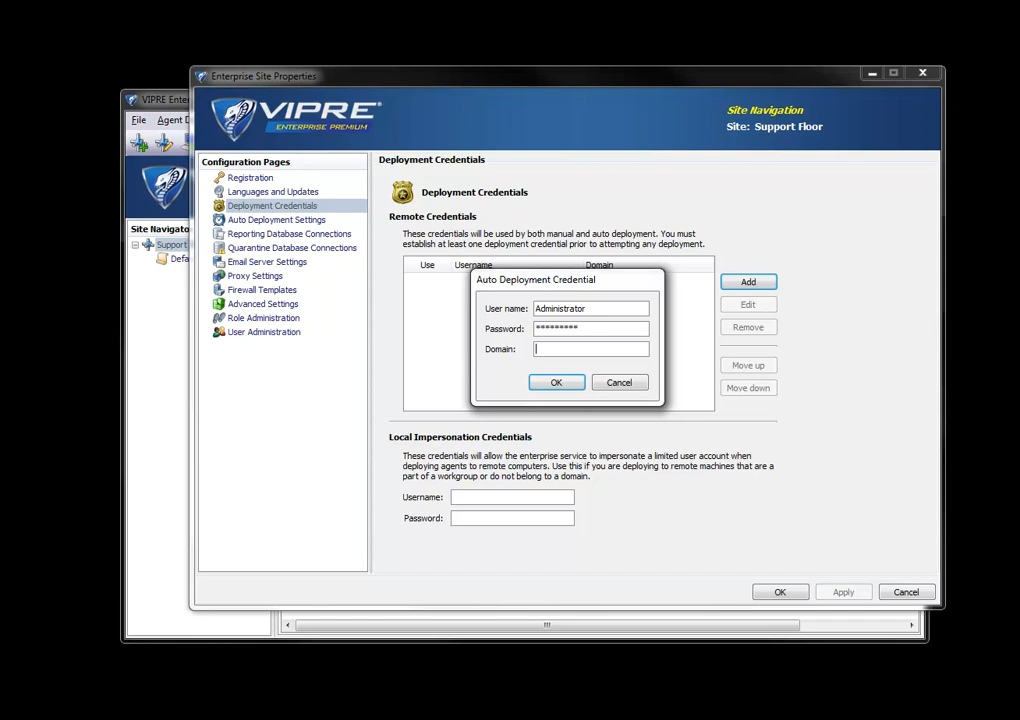 Enterprise Site Properties
VIPRE Enter
File Agent D
VIPRE®
ENTERPRISE PREMIUM
Site Navigation
Site: Support Floor
Site Navigato
Support
Defa
Configuration Pages
Registration
Languages and Updates
Deployment Credentials
Auto Deployment Settings
Reporting Database Connections
Quarantine Database Connections
Email Server Settings
Proxy Settings
Firewall Templates
Advanced Settings
Role Administration
User Administration
Deployment Credentials
Deployment Credentials
Remote Credentials
These credentials will be used by both manual and auto deployment. You must
establish at least one deployment credential prior to attempting any deployment.
Use Username Domain
Auto Deployment Credential
User name: Administrator
Password: *********
Domain:
OK Cancel
Add
Edit
Remove
Move up
Move down
Local Impersonation Credentials
These credentials will allow the enterprise service to impersonate a limited user account when
deploying agents to remote computers. Use this if you are deploying to remote machines that are a
part of a workgroup or do not belong to a domain.
Username:
Password:
OK Apply Cancel